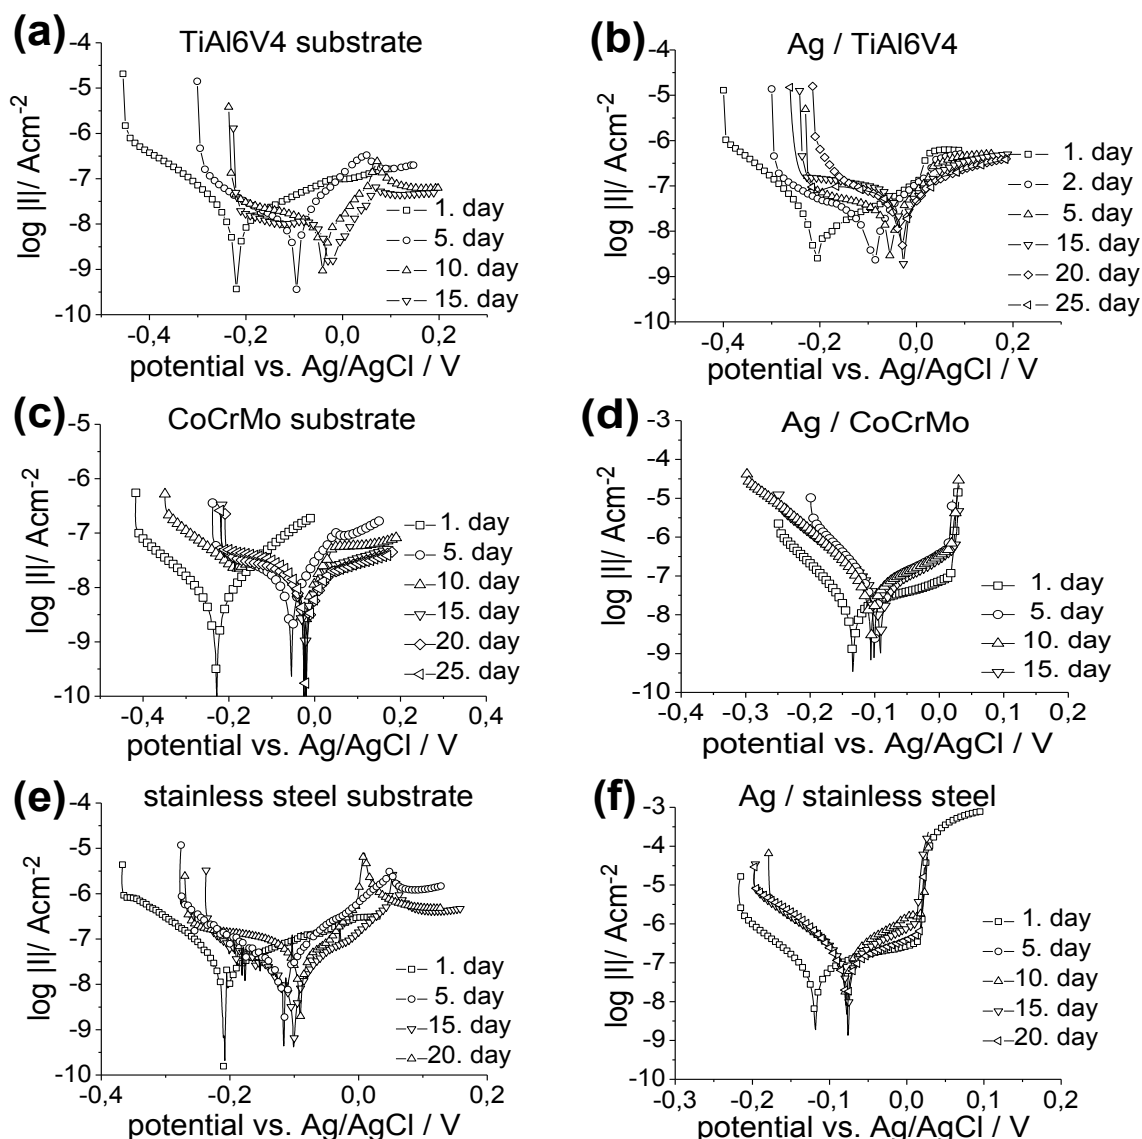 (a)
TiAl6V4 substrate
-4
-5
-6
-7
-8
-9
-10
log |I|/ Acm-2
1. day
5. day
10. day
15. day
-0,4 -0,2 0,0 0,2
potential vs. Ag/AgCl / V
(b)
Ag / TiAl6V4
-4
-5
-6
-7
-8
-9
-10
log |I|/ Acm-2
1. day
2. day
5. day
15. day
20. day
25. day
-0,4 -0,2 0,0 0,2
potential vs. Ag/AgCl / V
(c)
CoCrMo substrate
-5
-6
-7
-8
-9
-10
log |I|/ Acm-2
1. day
5. day
10. day
15. day
20. day
25. day
-0,4 -0,2 0,0 0,2 0,4
potential vs. Ag/AgCl / V
(d)
Ag / CoCrMo
-3
-4
-5
-6
-7
-8
-9
log |I|/ Acm-2
1. day
5. day
10. day
15. day
-0,4 -0,3 -0,2 -0,1 0,0 0,1 0,2
potential vs. Ag/AgCl / V
(e)
stainless steel substrate
-4
-5
-6
-7
-8
-9
-10
log |I|/ Acm-2
1. day
5. day
15. day
20. day
-0,4 -0,2 0,0 0,2
potential vs. Ag/AgCl / V
(f)
Ag / stainless steel
-3
-4
-5
-6
-7
-8
-9
-10
log |I|/ Acm-2
1. day
5. day
10. day
15. day
20. day
-0,3 -0,2 -0,1 0,0 0,1 0,2
potential vs. Ag/AgCl / V